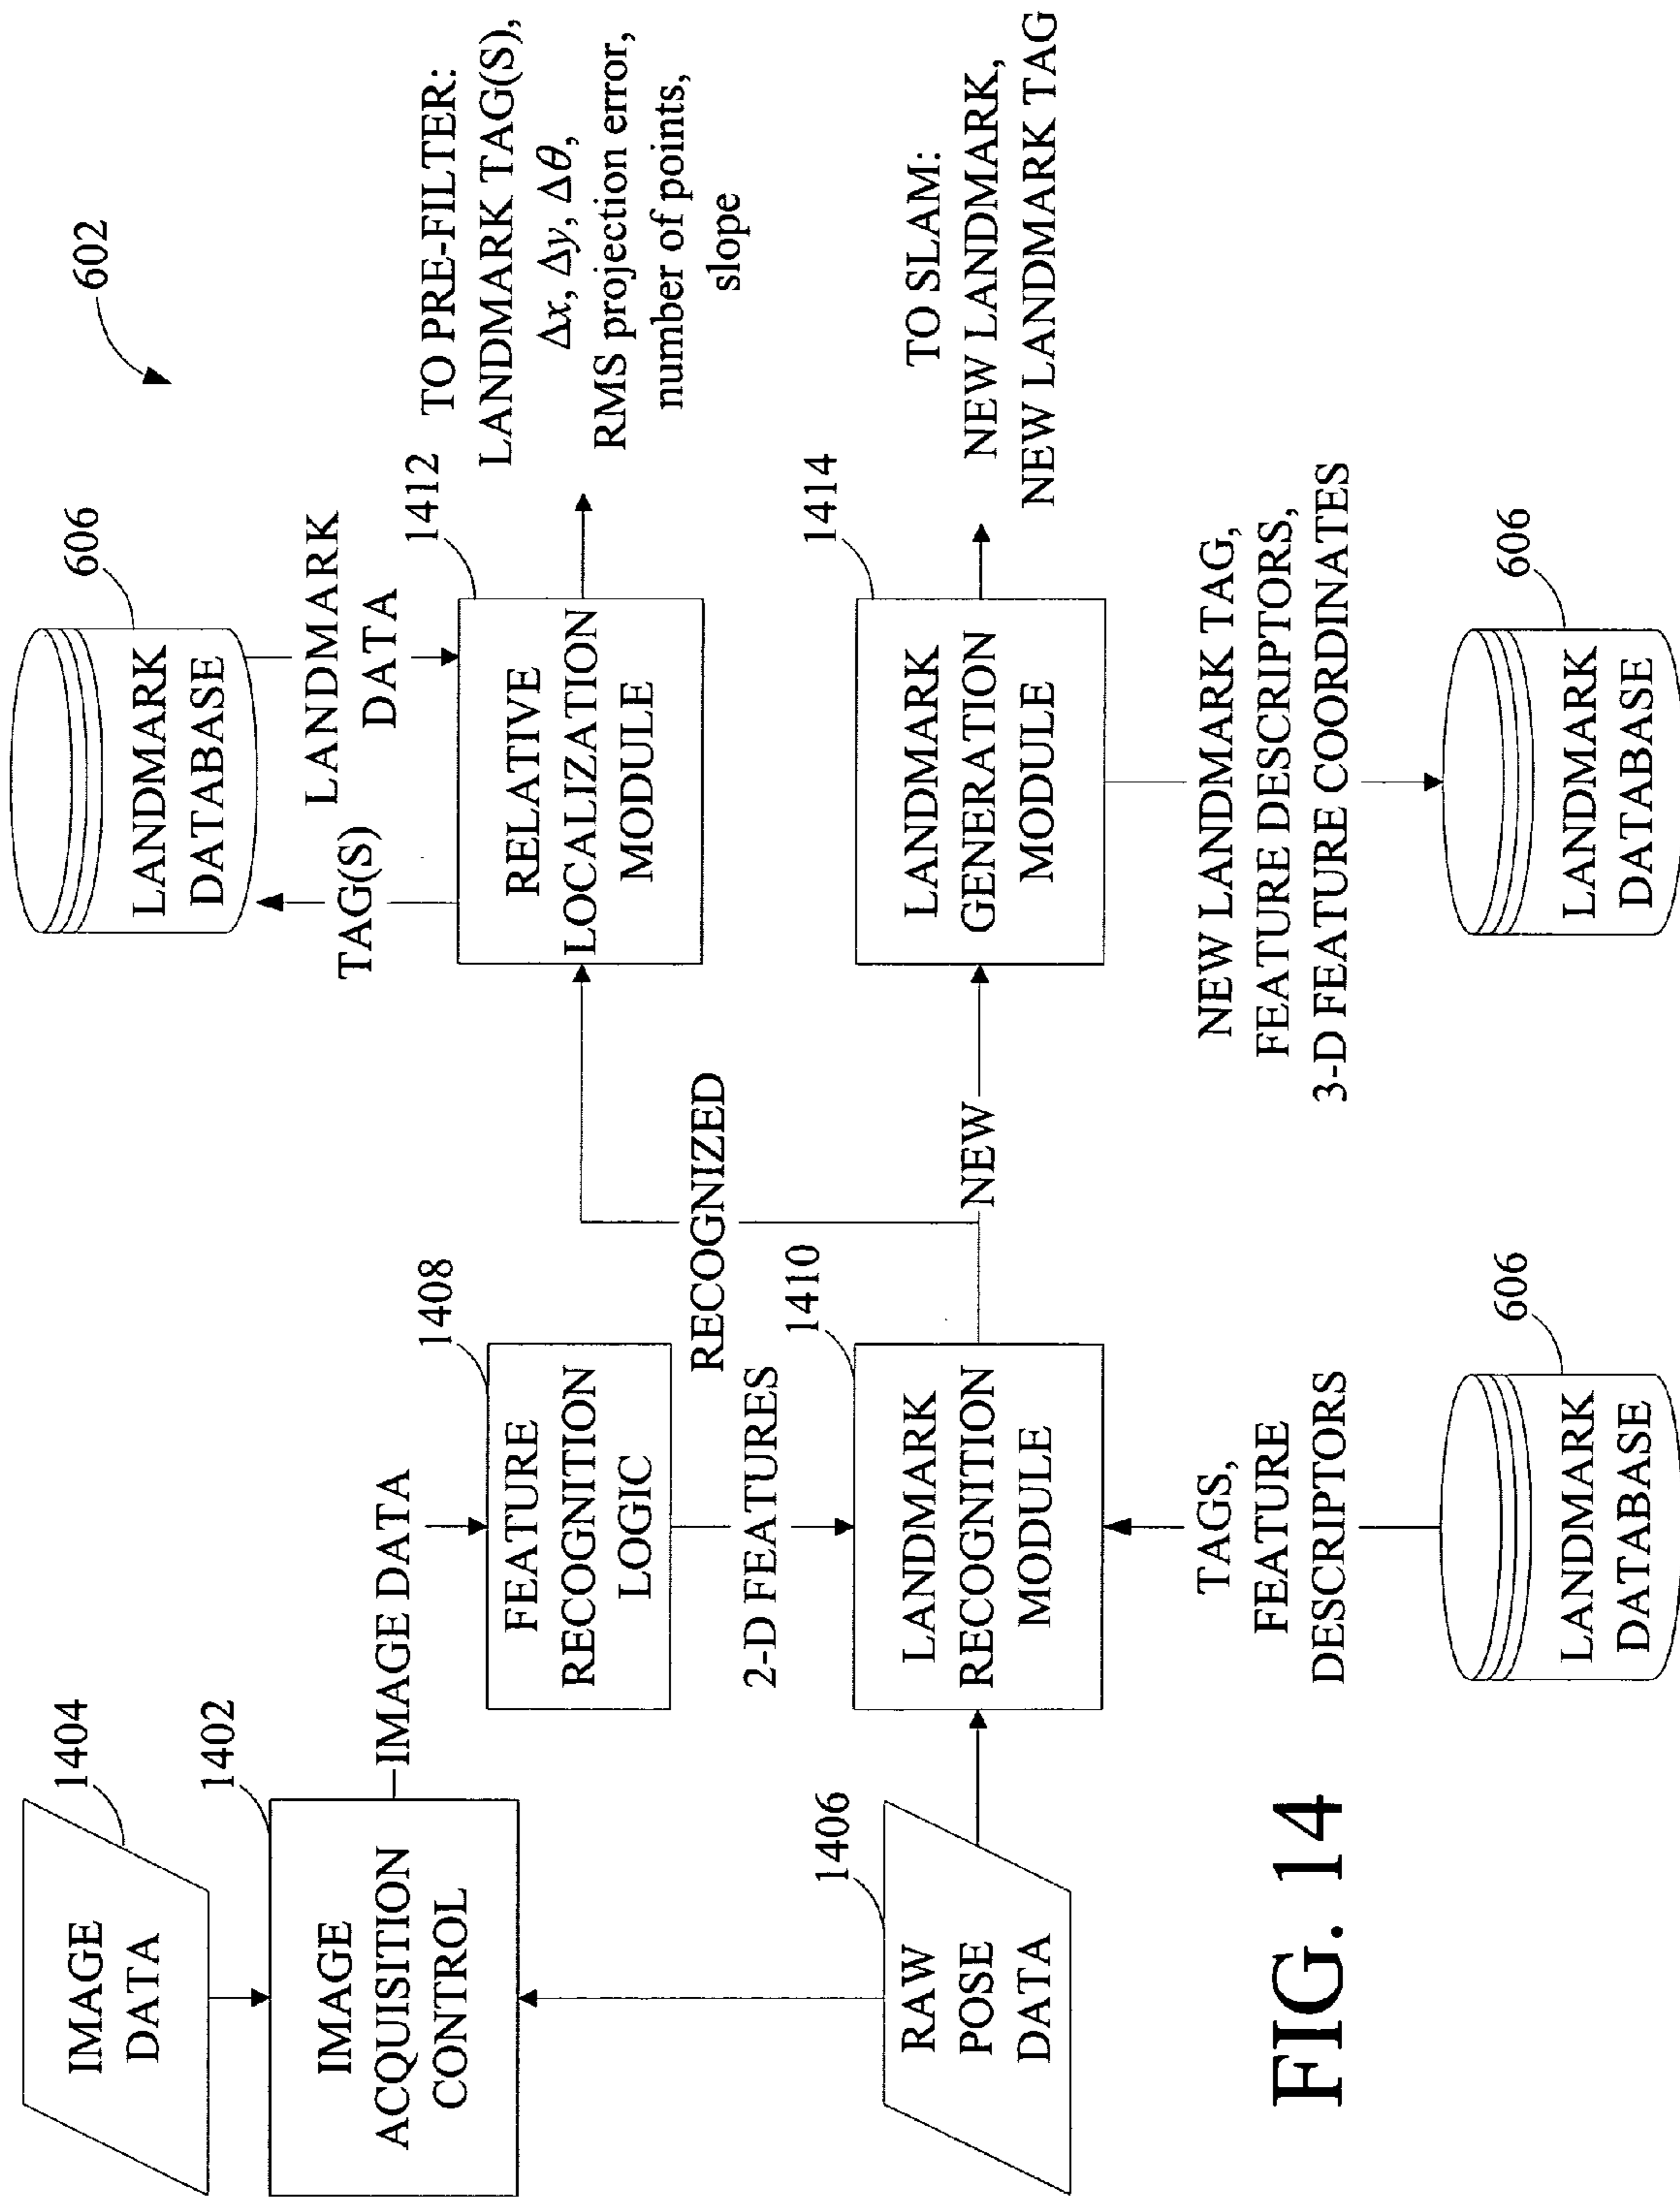 602
IMAGE
DATA
1404
IMAGE
ACQUISITION
CONTROL
1402
IMAGE DATA
RAW
POSE
DATA
1406
FEATURE
RECOGNITION
LOGIC
1408
2-D FEATURES
LANDMARK
RECOGNITION
MODULE
1410
TAGS,
FEATURE
DESCRIPTORS
LANDMARK
DATABASE
606
RECOGNIZED
NEW
LANDMARK
DATABASE
606
TAG(S)
LANDMARK
DATA
RELATIVE
LOCALIZATION
MODULE
1412
TO PRE-FILTER:
LANDMARK TAG(S),
Δx, Δy, Δθ,
RMS projection error,
number of points,
slope
LANDMARK
GENERATION
MODULE
1414
TO SLAM:
NEW LANDMARK,
NEW LANDMARK TAG
NEW LANDMARK TAG,
FEATURE DESCRIPTORS,
3-D FEATURE COORDINATES
LANDMARK
DATABASE
606
FIG. 14